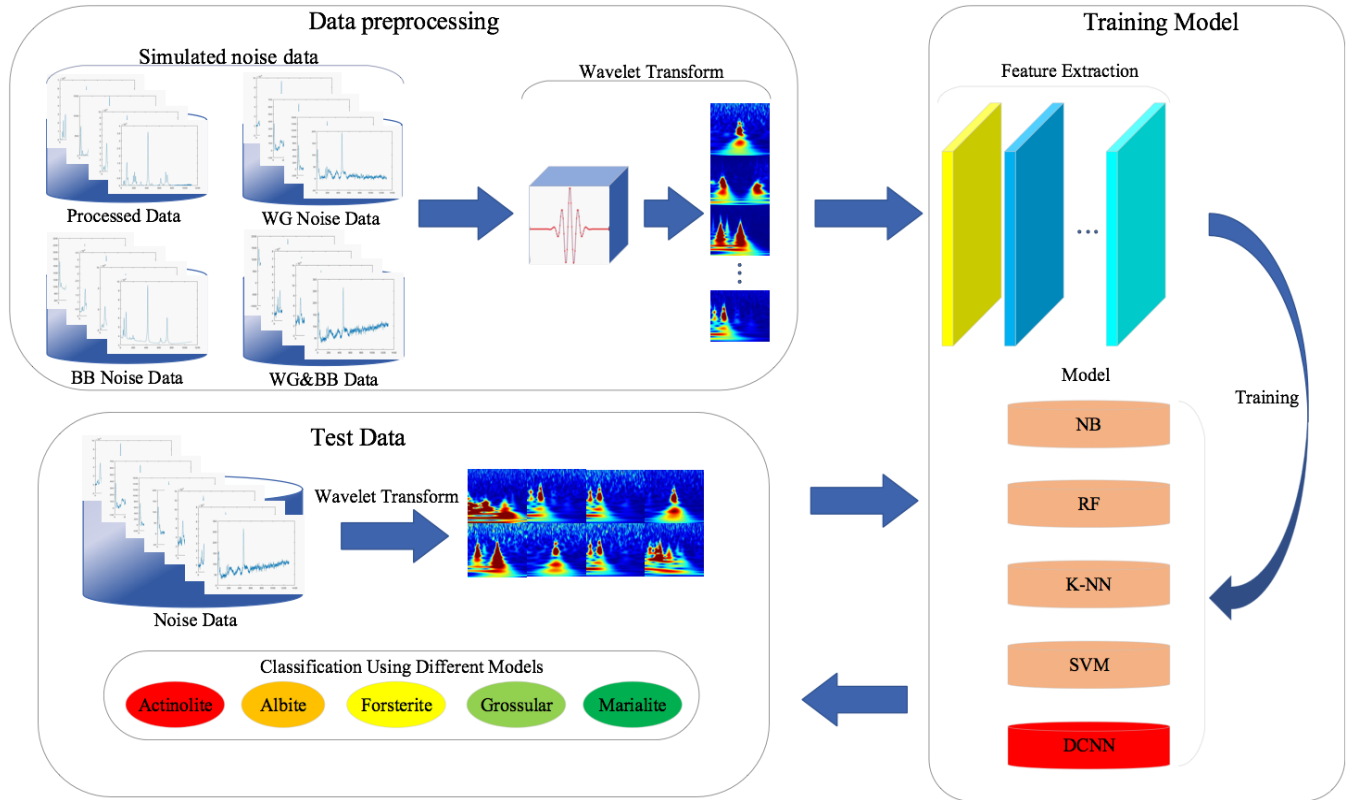 Data preprocessing
Simulated noise data
Processed Data
WG Noise Data
BB Noise Data
WG&BB Data
Wavelet Transform
Training Model
Feature Extraction
Training
Model
NB
RF
K-NN
SVM
DCNN
Test Data
Noise Data
Wavelet Transform
Classification Using Different Models
Actinolite
Albite
Forsterite
Grossular
Marialite